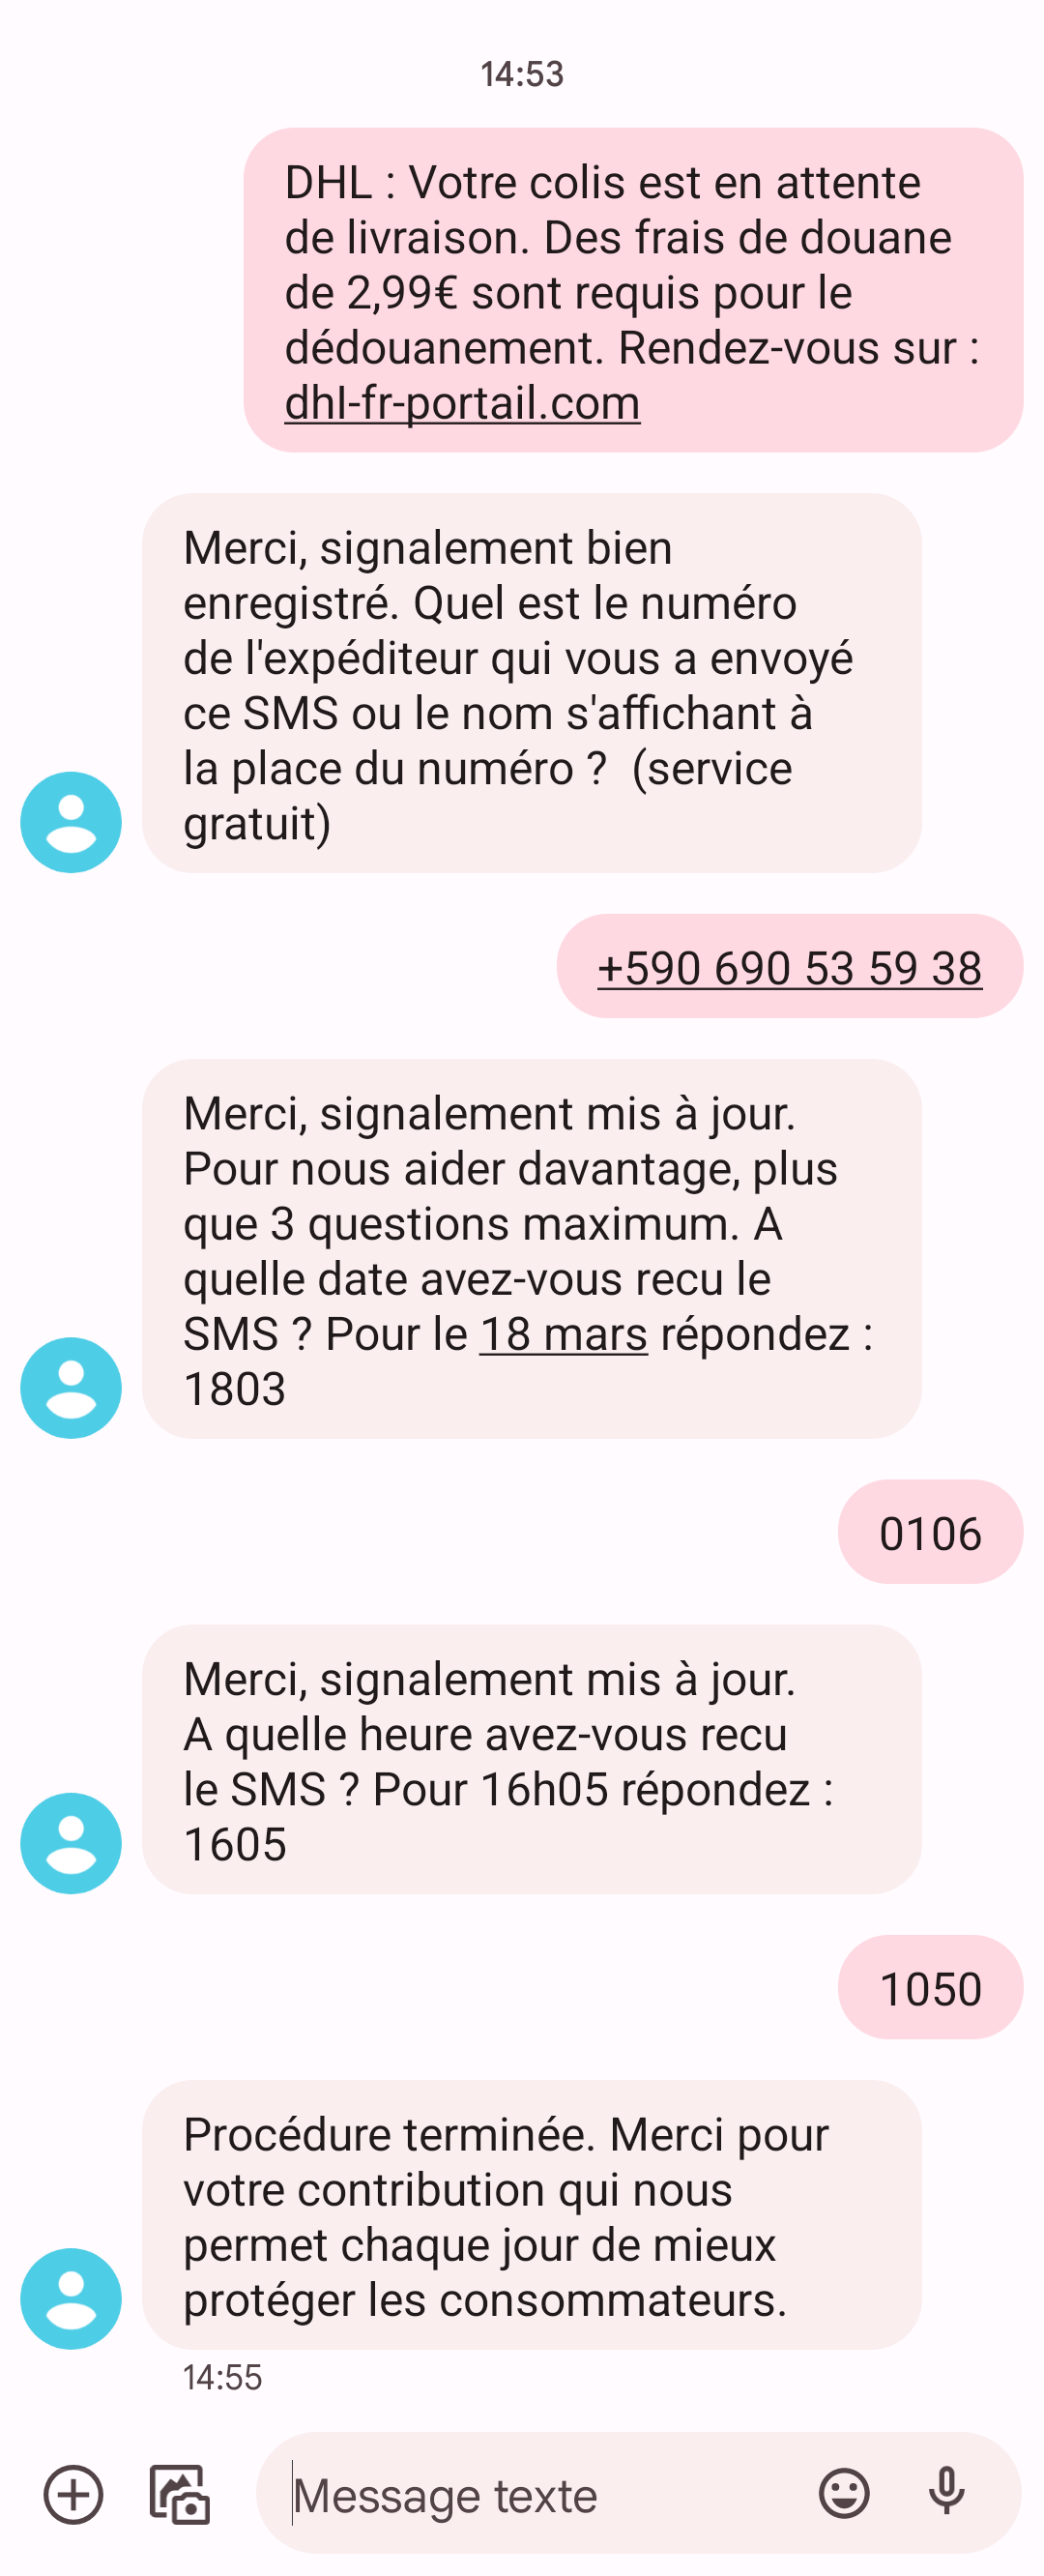 14:53
DHL : Votre colis est en attente
de livraison. Des frais de douane
de 2,99€ sont requis pour le
dédouanement. Rendez-vous sur :
dhl-fr-portail.com
Merci, signalement bien
enregistré. Quel est le numéro
de l'expéditeur qui vous a envoyé
ce SMS ou le nom s'affichant à
la place du numéro ?  (service
gratuit)
+590 690 53 59 38
Merci, signalement mis à jour.
Pour nous aider davantage, plus
que 3 questions maximum. A
quelle date avez-vous recu le
SMS ? Pour le 18 mars répondez :
1803
0106
Merci, signalement mis à jour.
A quelle heure avez-vous recu
le SMS ? Pour 16h05 répondez :
1605
1050
Procédure terminée. Merci pour
votre contribution qui nous
permet chaque jour de mieux
protéger les consommateurs.
14:55
Message texte